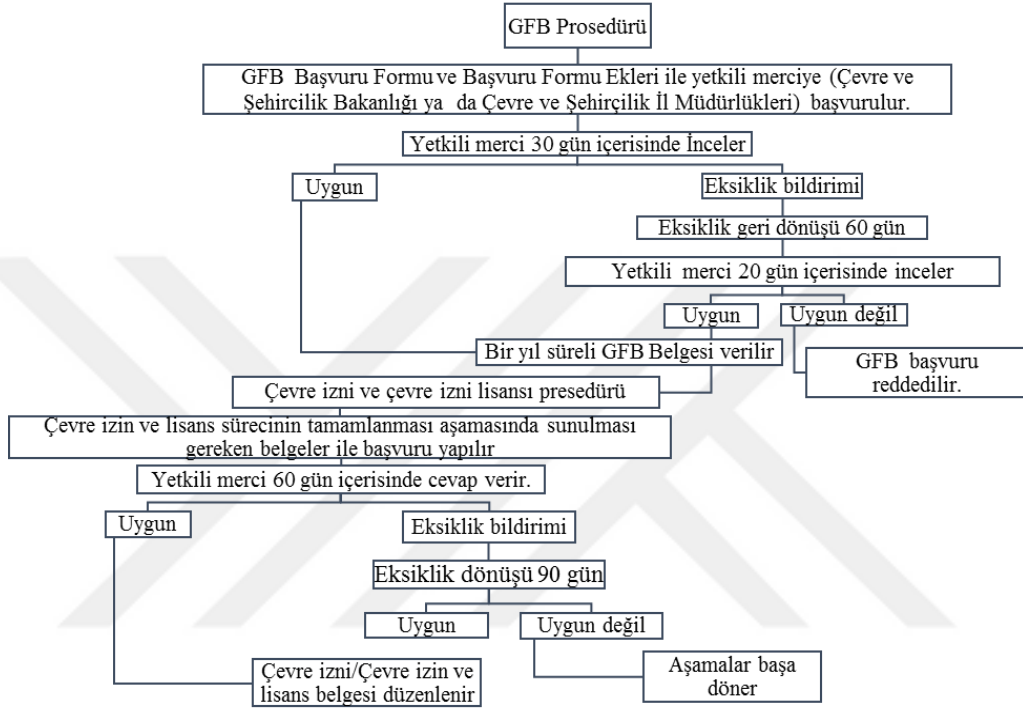 GFB Prosedürü
GFB Başvuru Formu ve Başvuru Formu Ekleri ile yetkili merciye (Çevre ve
Şehircilik Bakanlığı ya da Çevre ve Şehirçilik İl Müdürlükleri) başvurulur.
Yetkili merci 30 gün içerisinde İnceler
Uygun
Eksiklik bildirimi
Eksiklik geri dönüşü 60 gün
Yetkili merci 20 gün içerisinde inceler
Uygun
Uygun değil
Bir yıl süreli GFB Belgesi verilir
GFB başvuru
reddedilir.
Çevre izni ve çevre izni lisansı presedürü
Çevre izin ve lisans sürecinin tamamlanması aşamasında sunulması
gereken belgeler ile başvuru yapılır
Yetkili merci 60 gün içerisinde cevap verir.
Uygun
Eksiklik bildirimi
Eksiklik dönüşü 90 gün
Uygun
Uygun değil
Çevre izni/Çevre izin ve
lisans belgesi düzenlenir
Aşamalar başa
döner